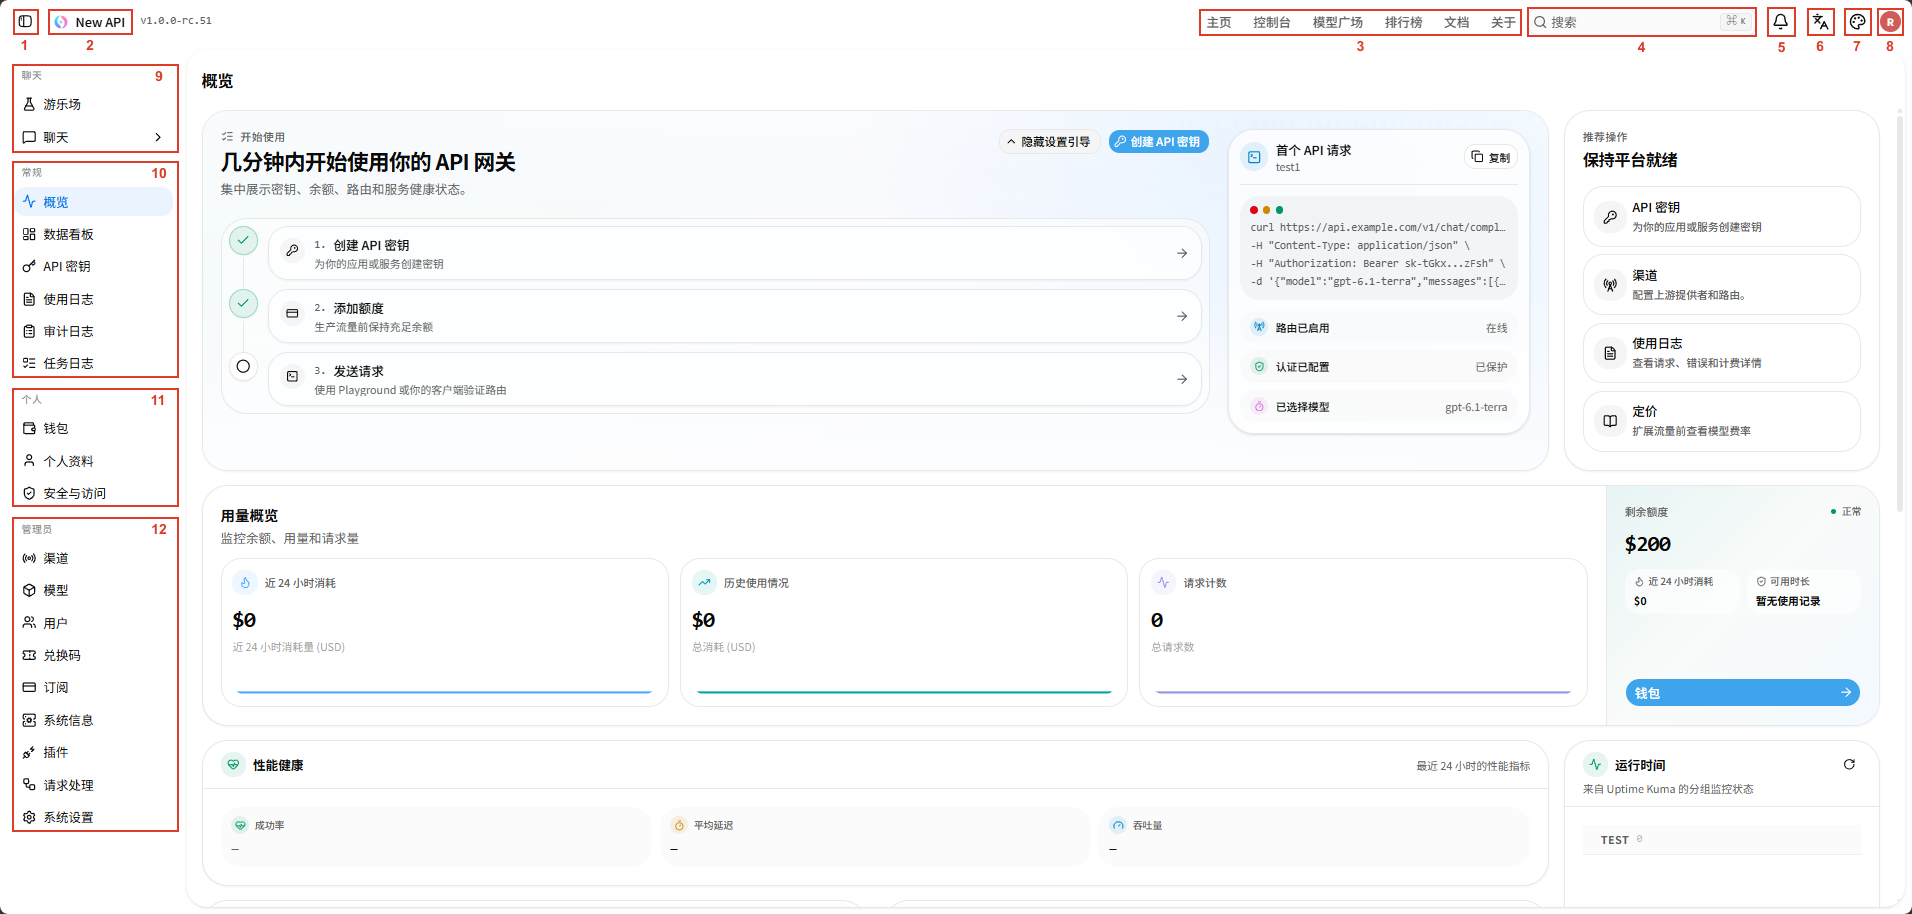 New API
v1.0.0-rc.51
主页 控制台 模型广场 排行榜 文档 关于
搜索
⌘ K
R
1
2
3
4
5
6
7
8
聊天
9
游乐场
聊天
常规
10
概览
数据看板
API 密钥
使用日志
审计日志
任务日志
个人
11
钱包
个人资料
安全与访问
管理员
12
渠道
模型
用户
兑换码
订阅
系统信息
插件
请求处理
系统设置
概览
开始使用
几分钟内开始使用你的 API 网关
集中展示密钥、余额、路由和服务健康状态。
隐藏设置引导
创建 API 密钥
1. 创建 API 密钥
为你的应用或服务创建密钥
2. 添加额度
生产流量前保持充足余额
3. 发送请求
使用 Playground 或你的客户端验证路由
首个 API 请求
test1
复制
curl https://api.example.com/v1/chat/compl…
-H "Content-Type: application/json" \
-H "Authorization: Bearer sk-tGkx...zFsh" \
-d '{"model":"gpt-6.1-terra","messages":[{…
路由已启用 在线
认证已配置 已保护
已选择模型 gpt-6.1-terra
推荐操作
保持平台就绪
API 密钥
为你的应用或服务创建密钥
渠道
配置上游提供者和路由。
使用日志
查看请求、错误和计费详情
定价
扩展流量前查看模型费率
用量概览
监控余额、用量和请求量
近 24 小时消耗
$0
近 24 小时消耗量 (USD)
历史使用情况
$0
总消耗 (USD)
请求计数
0
总请求数
剩余额度
正常
$200
近 24 小时消耗
$0
可用时长
暂无使用记录
钱包
性能健康
最近 24 小时的性能指标
成功率
—
平均延迟
—
吞吐量
—
运行时间
来自 Uptime Kuma 的分组监控状态
TEST 0